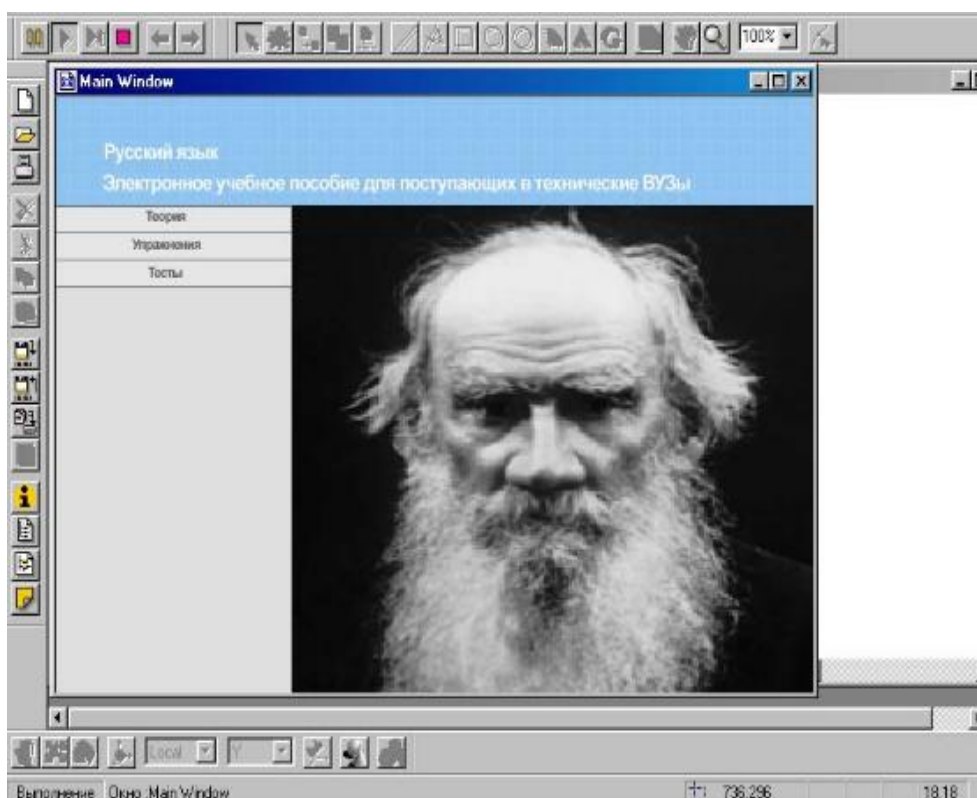 100%
Main Window
Русский язык
Электронное учебное пособие для поступающих в технические ВУЗы
Теория
Упражнения
Тесты
Local
Y
Выполнение Окно :Main Window
736,296
18,18